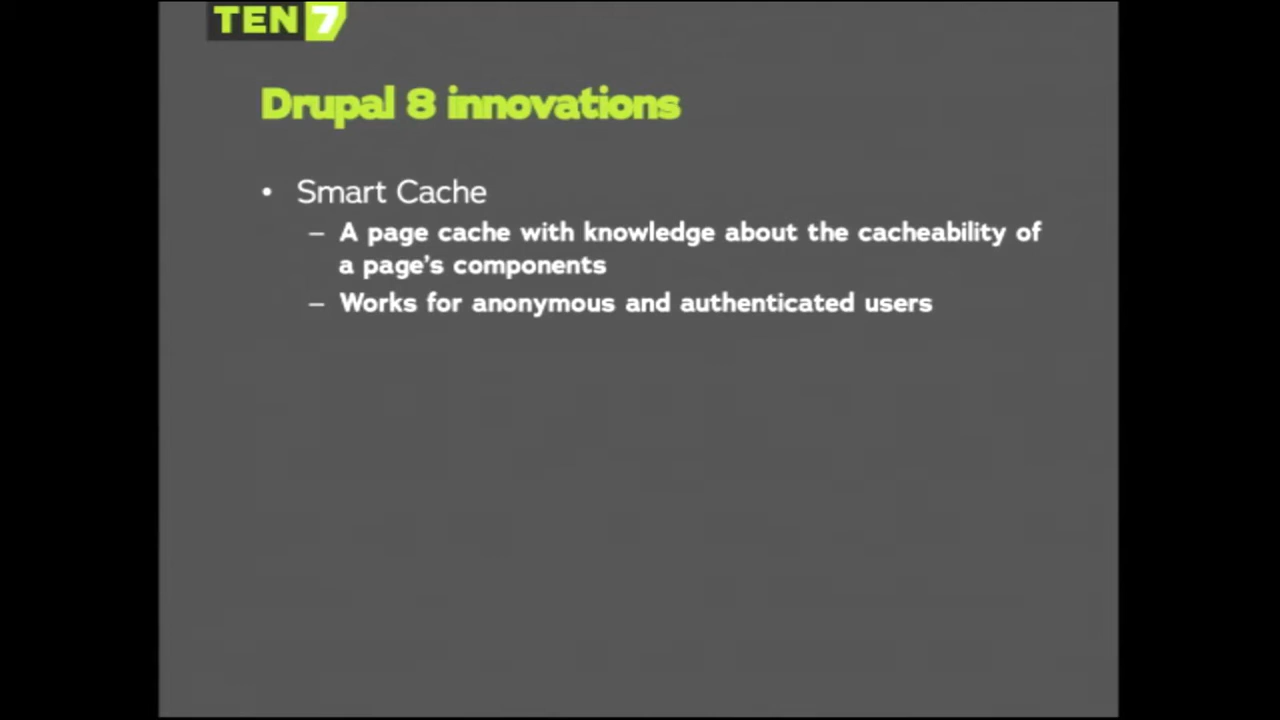 TEN7
Drupal 8 innovations
• Smart Cache
– A page cache with knowledge about the cacheability of
a page’s components
– Works for anonymous and authenticated users